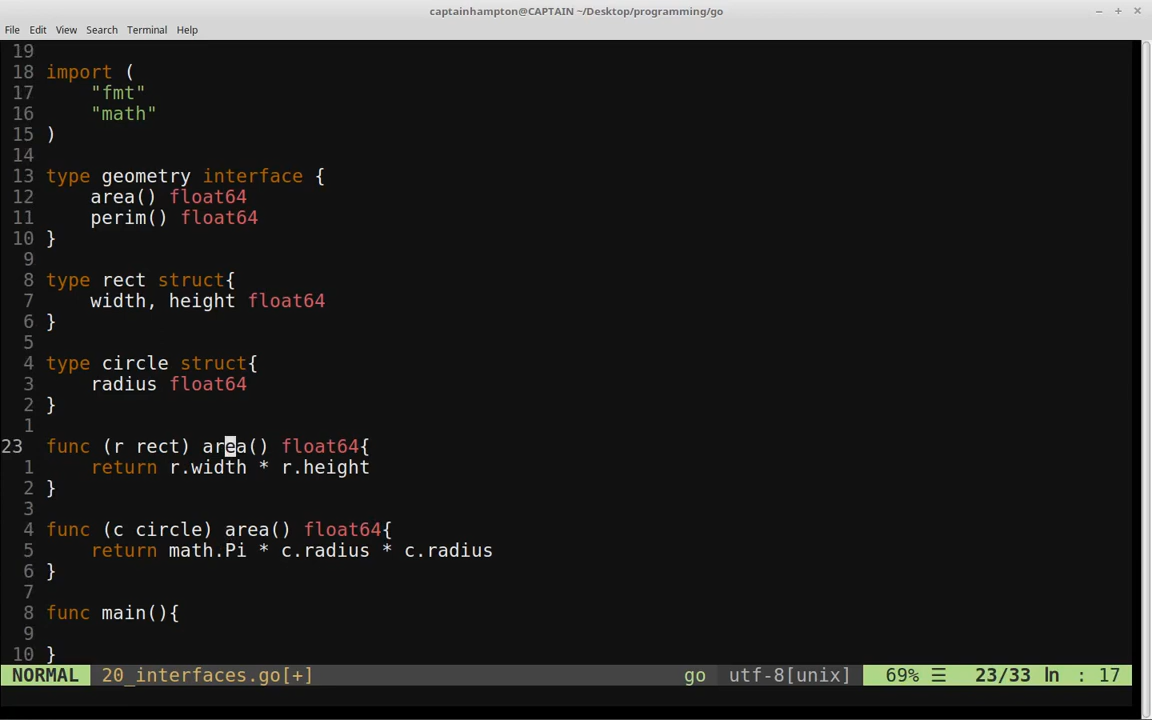 captainhampton@CAPTAIN ~/Desktop/programming/go
File Edit View Search Terminal Help
19
18 import (
17     "fmt"
16     "math"
15 )
14
13 type geometry interface {
12     area() float64
11     perim() float64
10 }
9
8 type rect struct{
7     width, height float64
6 }
5
4 type circle struct{
3     radius float64
2 }
1
23 func (r rect) area() float64{
1     return r.width * r.height
2 }
3
4 func (c circle) area() float64{
5     return math.Pi * c.radius * c.radius
6 }
7
8 func main(){
9
10 }
NORMAL 20_interfaces.go[+] go utf-8[unix] 69% ☰ 23/33 ln : 17